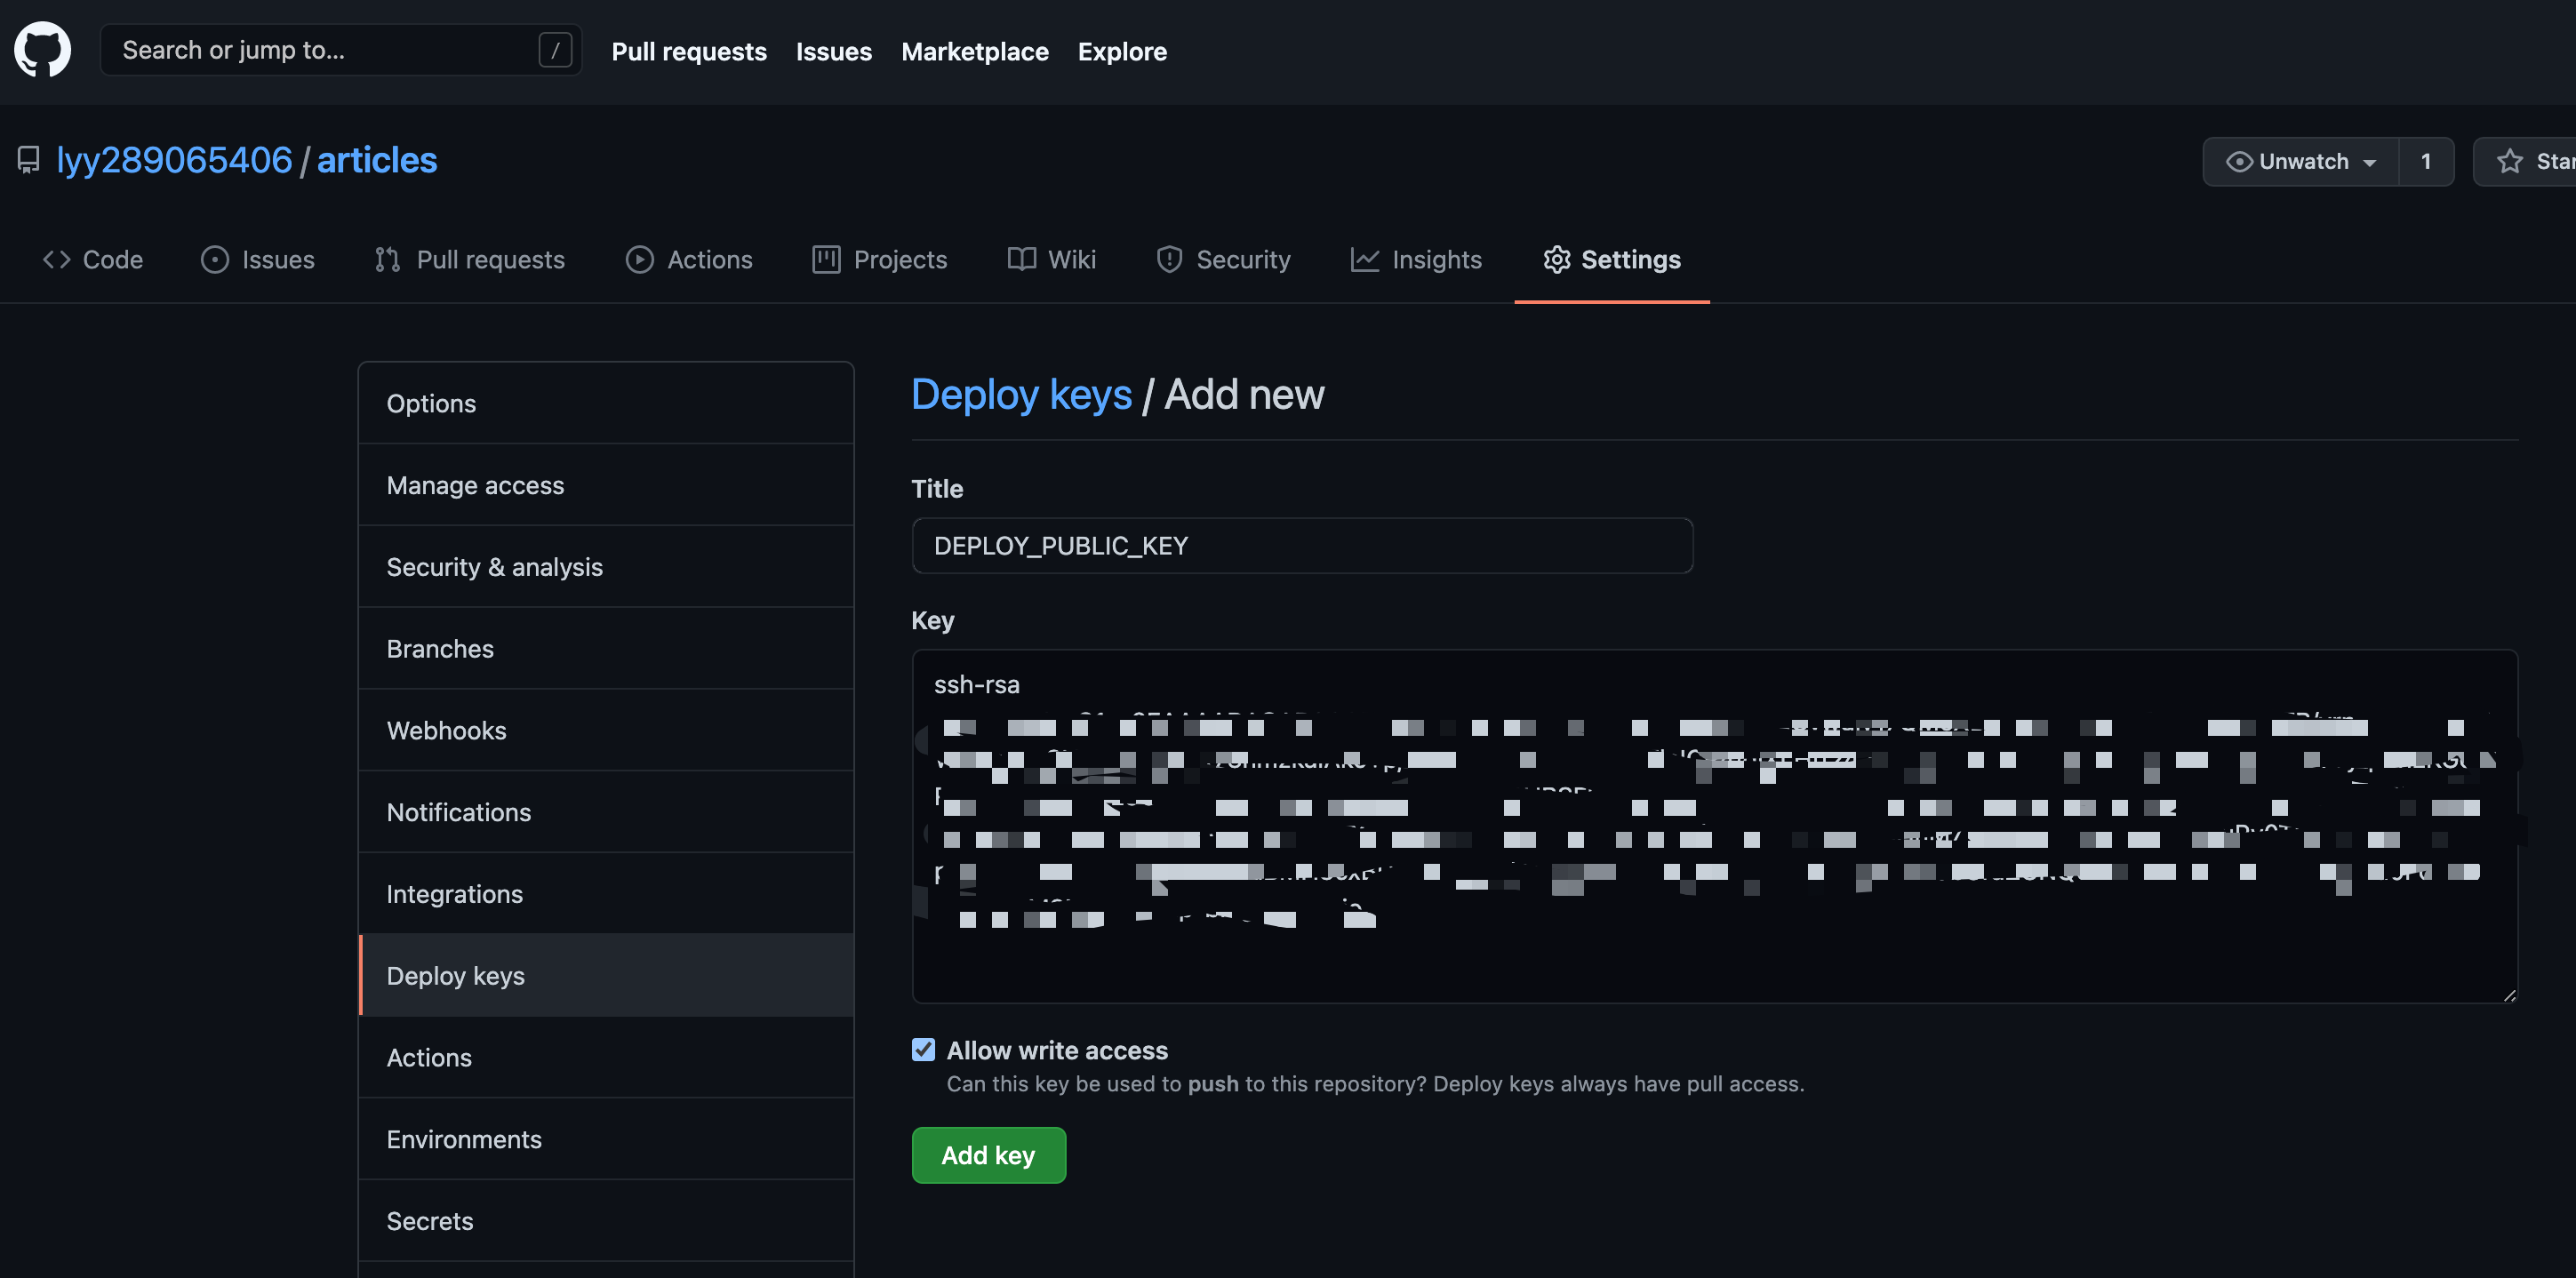 Search or jump to...
/
Pull requests
Issues
Marketplace
Explore
lyy289065406 / articles
Unwatch
1
Code
Issues
Pull requests
Actions
Projects
Wiki
Security
Insights
Settings
Options
Manage access
Security & analysis
Branches
Webhooks
Notifications
Integrations
Deploy keys
Actions
Environments
Secrets
Deploy keys / Add new
Title
DEPLOY_PUBLIC_KEY
Key
ssh-rsa
Allow write access
Can this key be used to push to this repository? Deploy keys always have pull access.
Add key